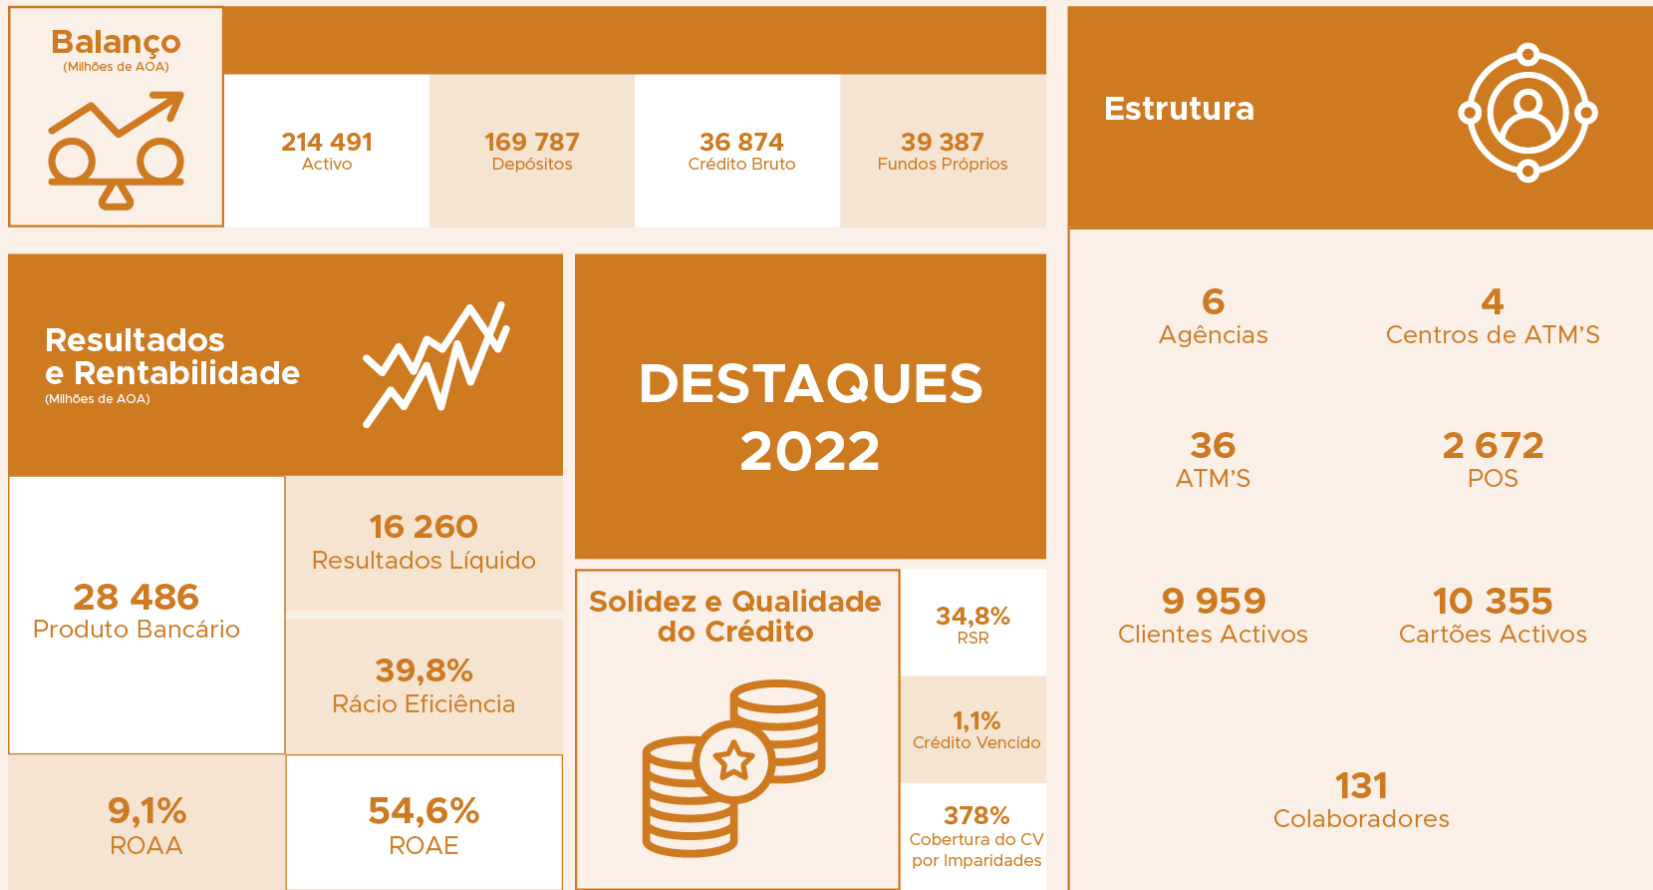 Balanço
(Milhões de AOA)
214 491
Activo
169 787
Depósitos
36 874
Crédito Bruto
39 387
Fundos Próprios
Resultados
e Rentabilidade
(Milhões de AOA)
28 486
Produto Bancário
16 260
Resultados Líquido
39,8%
Rácio Eficiência
9,1%
ROAA
54,6%
ROAE
DESTAQUES
2022
Solidez e Qualidade
do Crédito
34,8%
RSR
1,1%
Crédito Vencido
378%
Cobertura do CV
por Imparidades
Estrutura
6
Agências
4
Centros de ATM'S
36
ATM'S
2 672
POS
9 959
Clientes Activos
10 355
Cartões Activos
131
Colaboradores